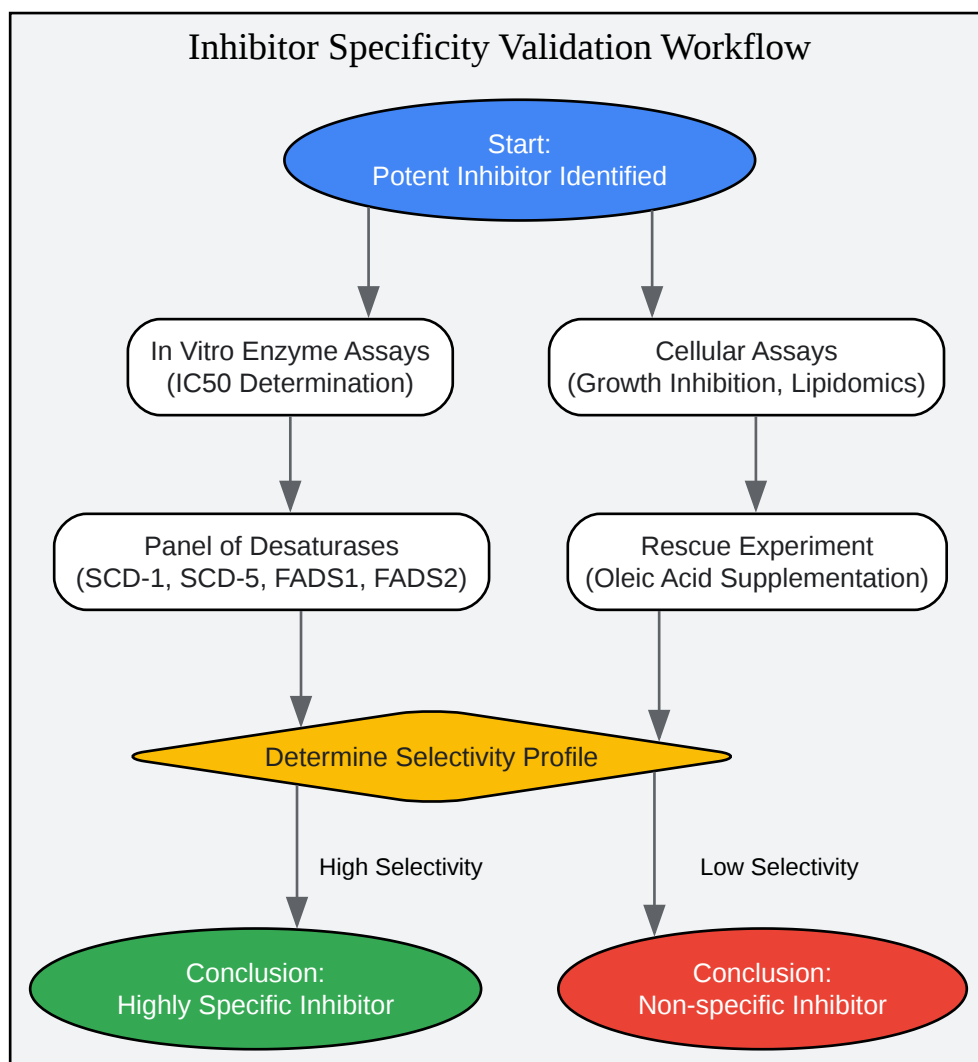 Inhibitor Specificity Validation Workflow
Start:
Potent Inhibitor Identified
In Vitro Enzyme Assays
(IC50 Determination)
Cellular Assays
(Growth Inhibition, Lipidomics)
Panel of Desaturases
(SCD-1, SCD-5, FADS1, FADS2)
Rescue Experiment
(Oleic Acid Supplementation)
Determine Selectivity Profile
High Selectivity
Low Selectivity
Conclusion:
Highly Specific Inhibitor
Conclusion:
Non-specific Inhibitor